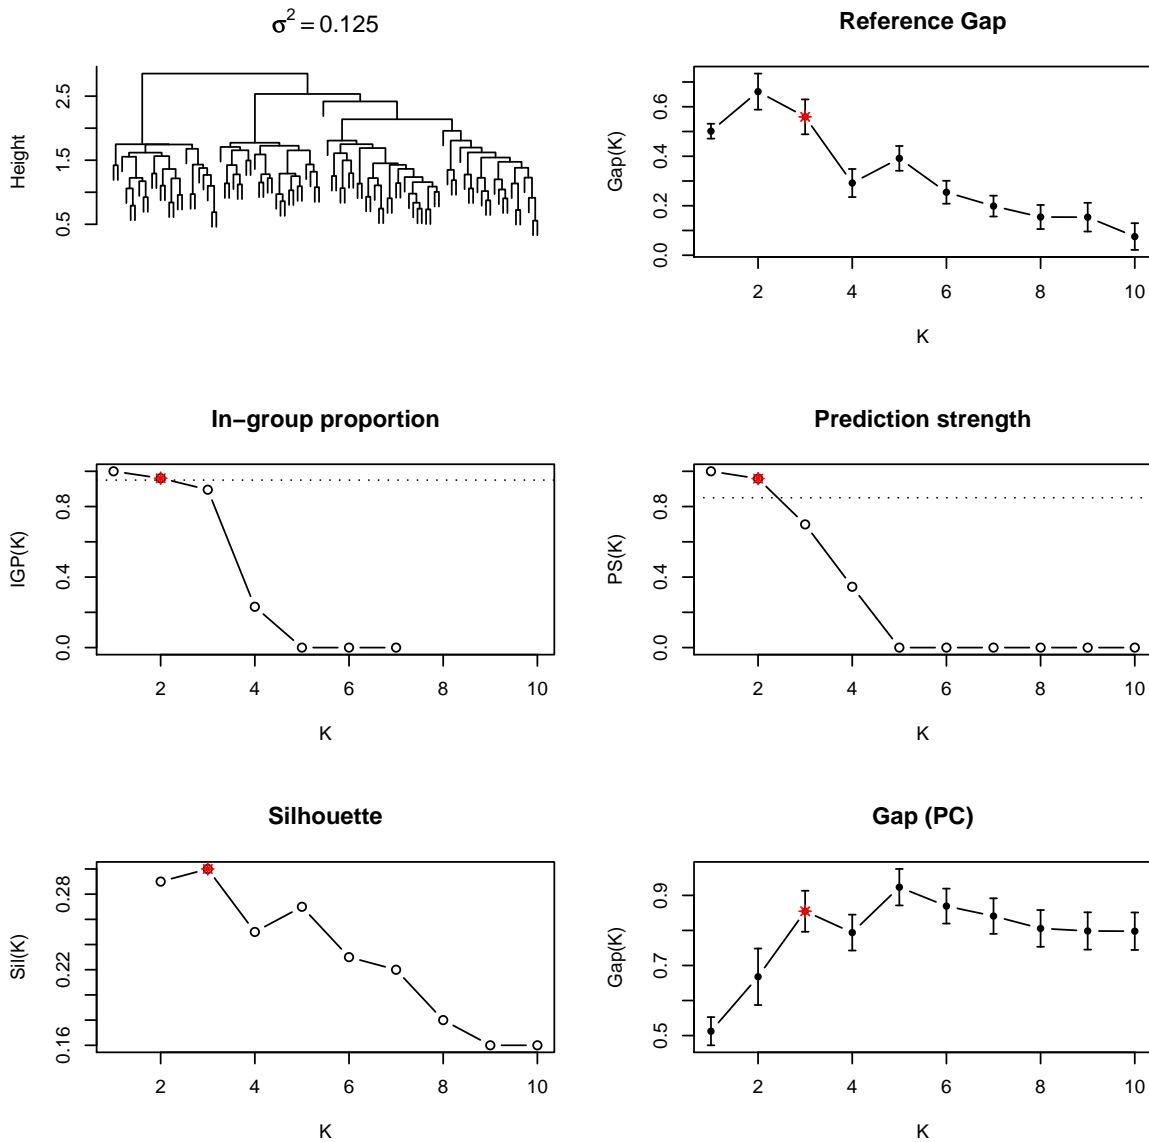 σ² = 0.125
Height
0.5 1.5 2.5
Reference Gap
Gap(K)
0.0 0.2 0.4 0.6
2 4 6 8 10
K
In−group proportion
IGP(K)
0.0 0.4 0.8
2 4 6 8 10
K
Prediction strength
PS(K)
0.0 0.4 0.8
2 4 6 8 10
K
Silhouette
Sil(K)
0.16 0.22 0.28
2 4 6 8 10
K
Gap (PC)
Gap(K)
0.5 0.7 0.9
2 4 6 8 10
K